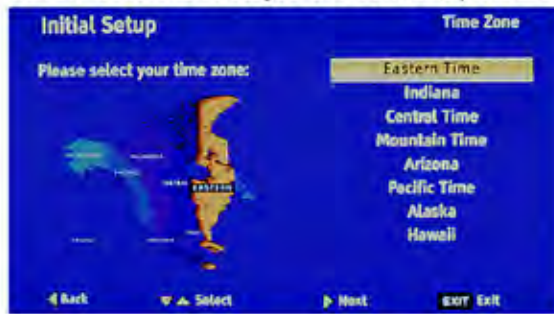 Initial Setup
Time Zone
Please select your time zone:
Eastern Time
Indiana
Central Time
Mountain Time
Arizona
Pacific Time
Alaska
Hawaii
EASTERN
Back
Select
Next
EXIT Exit